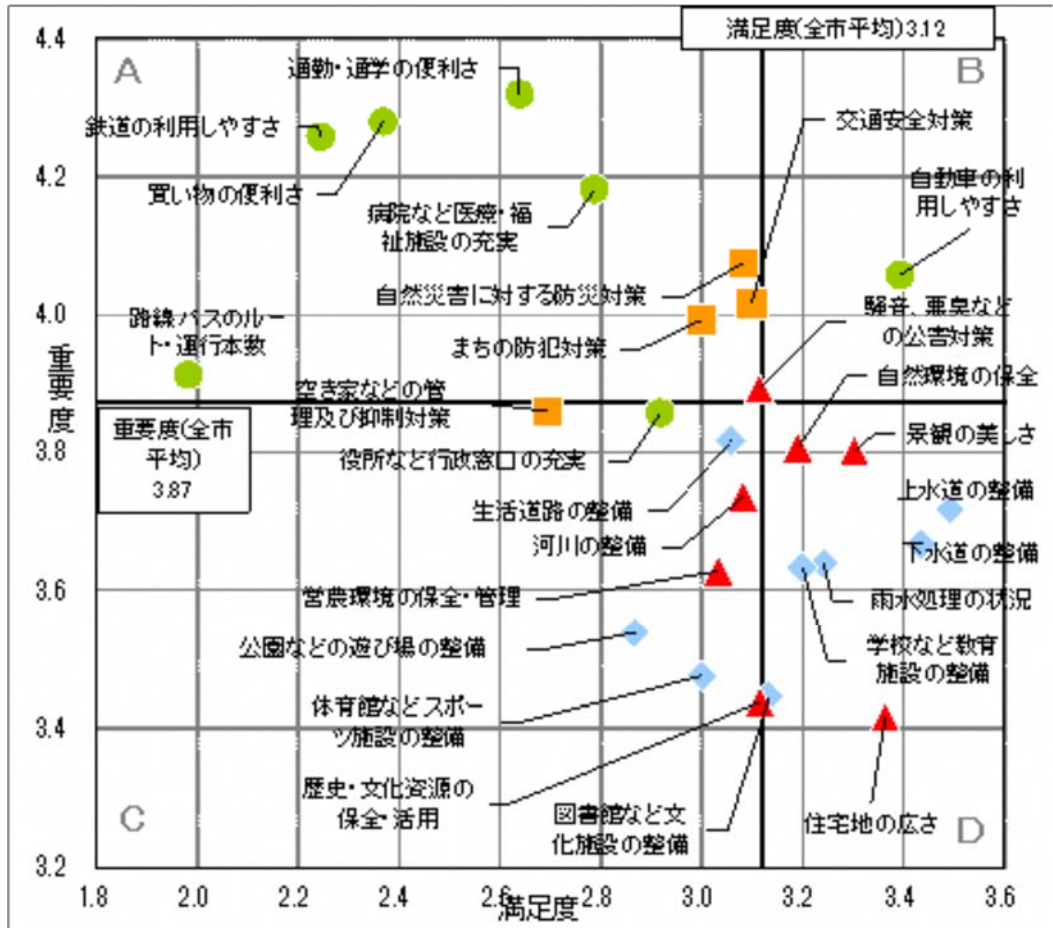 満足度(全市平均)3.12
4.4
A
B
通勤・通学の便利さ
鉄道の利用しやすさ
交通安全対策
買い物の便利さ
4.2
自動車の利
用しやすさ
病院など医療・福
祉施設の充実
自然災害に対する防災対策
4.0
路線バスのルー
ト・運行本数
騒音、悪臭など
の公害対策
まちの防犯対策
重要度
自然環境の保全
空き家などの管
理及び抑制対策
重要度(全市
平均)
3.87
景観の美しさ
3.8
役所など行政窓口の充実
上水道の整備
生活道路の整備
河川の整備
下水道の整備
3.6
営農環境の保全・管理
雨水処理の状況
公園などの遊び場の整備
学校など教育
施設の整備
体育館などスポー
ツ施設の整備
3.4
歴史・文化資源の
保全・活用
図書館など文
化施設の整備
住宅地の広さ
C
D
3.2
1.8
2.0
2.2
2.4
2.6
2.8
3.0
3.2
3.4
3.6
満足度